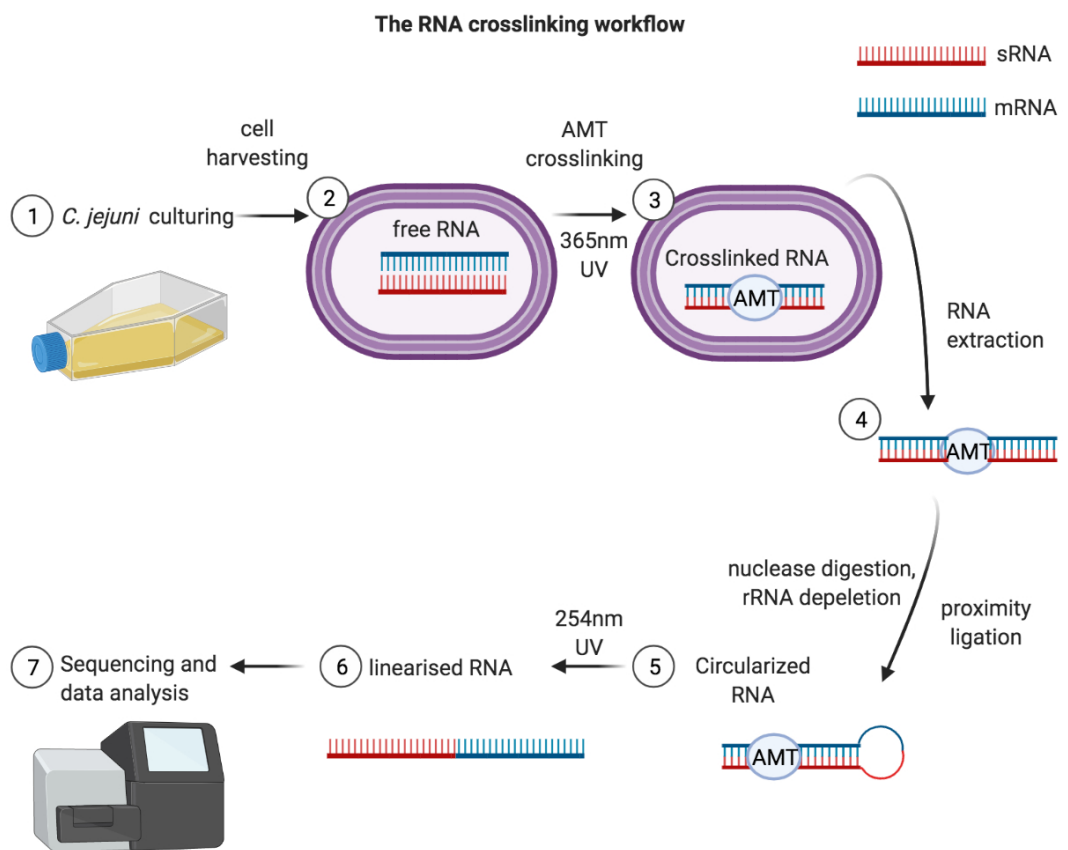 The RNA crosslinking workflow
sRNA
mRNA
1
C. jejuni culturing
cell
harvesting
2
free RNA
AMT
crosslinking
365nm
UV
3
Crosslinked RNA
AMT
RNA
extraction
4
AMT
nuclease digestion,
rRNA depeletion
proximity
ligation
5
Circularized
RNA
AMT
254nm
UV
6
linearised RNA
7
Sequencing and
data analysis